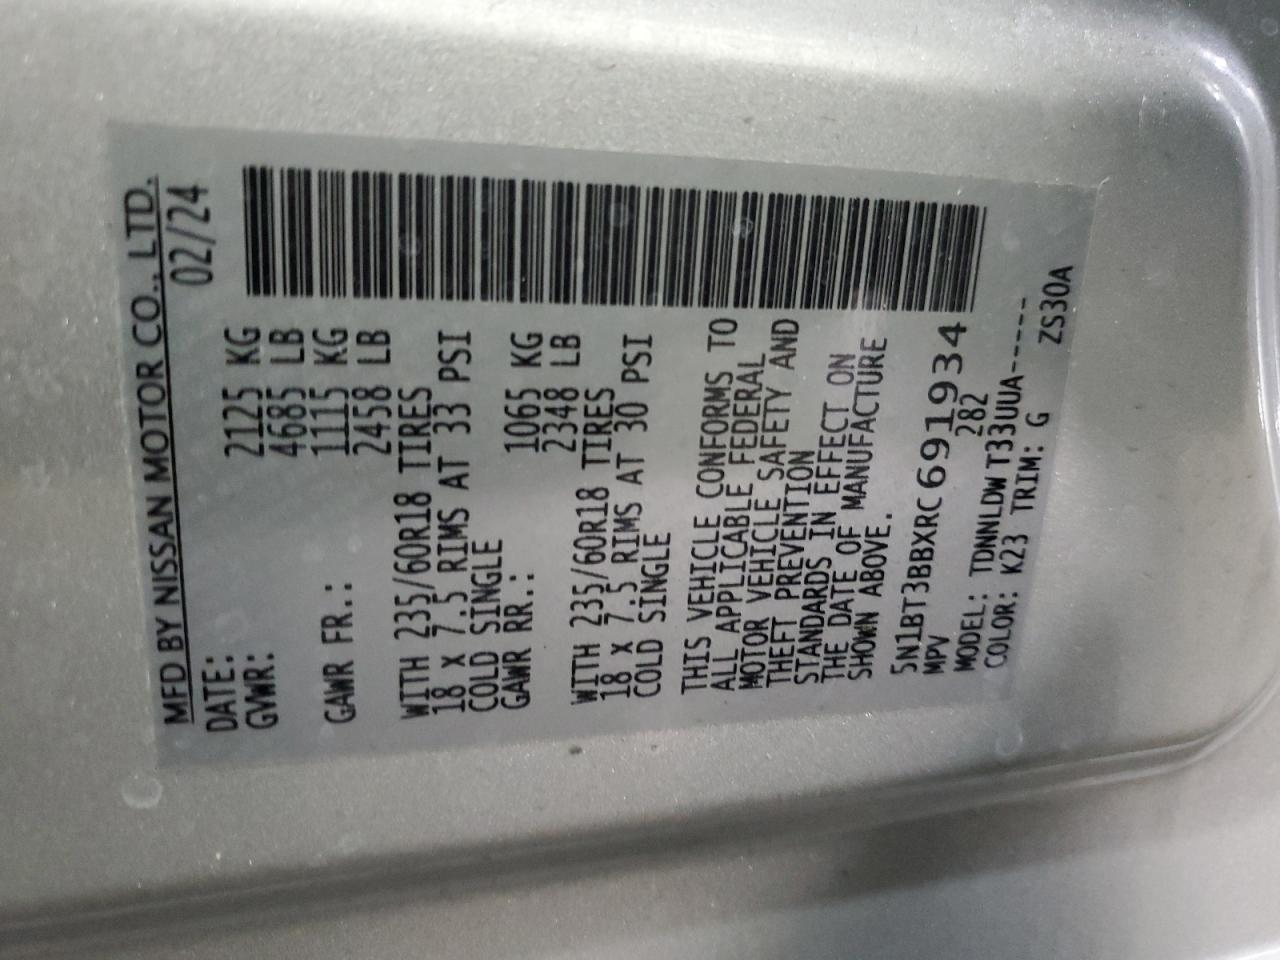 MFD BY NISSAN MOTOR CO., LTD.
DATE: 02/24
GVWR: 2125 KG
4685 LB
GAWR FR.: 1115 KG
2458 LB
WITH 235/60R18 TIRES
18 X 7.5 RIMS AT 33 PSI
COLD SINGLE
GAWR RR.: 1065 KG
2348 LB
WITH 235/60R18 TIRES
18 X 7.5 RIMS AT 30 PSI
COLD SINGLE
THIS VEHICLE CONFORMS TO
ALL APPLICABLE FEDERAL
MOTOR VEHICLE SAFETY AND
THEFT PREVENTION
STANDARDS IN EFFECT ON
THE DATE OF MANUFACTURE
SHOWN ABOVE.
5N1BT3BBXRC691934
MPV 282
MODEL: TDNNLDWT33UUA-----
COLOR: K23 TRIM: G ZS30A